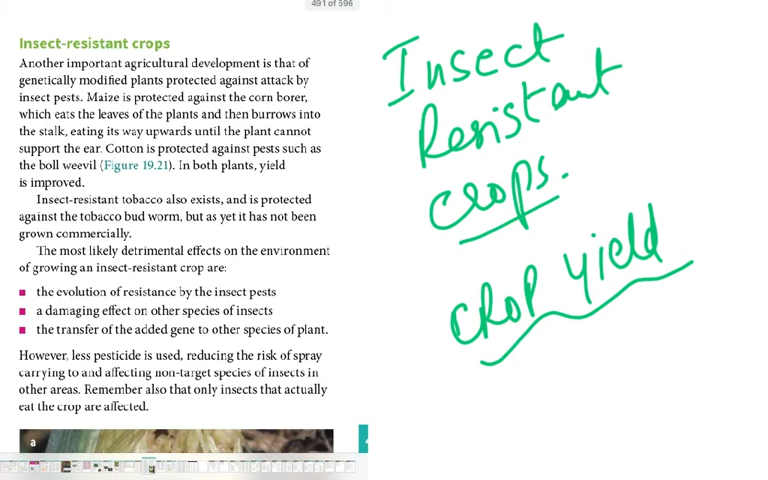 491 of 596
Insect-resistant crops
Another important agricultural development is that of
genetically modified plants protected against attack by
insect pests. Maize is protected against the corn borer,
which eats the leaves of the plants and then burrows into
the stalk, eating its way upwards until the plant cannot
support the ear. Cotton is protected against pests such as
the boll weevil (Figure 19.21). In both plants, yield
is improved.
Insect-resistant tobacco also exists, and is protected
against the tobacco bud worm, but as yet it has not been
grown commercially.
The most likely detrimental effects on the environment
of growing an insect-resistant crop are:
■ the evolution of resistance by the insect pests
■ a damaging effect on other species of insects
■ the transfer of the added gene to other species of plant.
However, less pesticide is used, reducing the risk of spray
carrying to and affecting non-target species of insects in
other areas. Remember also that only insects that actually
eat the crop are affected.
a
Insect
Resistant
crops.
crop yield